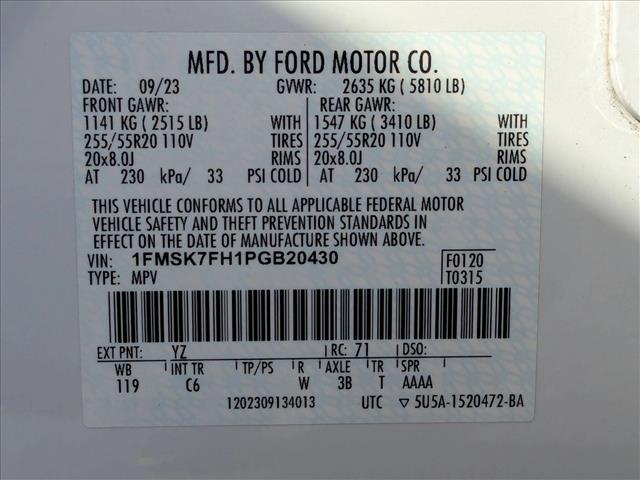 MFD. BY FORD MOTOR CO.
DATE: 09/23 GVWR: 2635 KG ( 5810 LB)
FRONT GAWR: REAR GAWR:
1141 KG ( 2515 LB) WITH 1547 KG ( 3410 LB) WITH
255/55R20 110V TIRES 255/55R20 110V TIRES
20x8.0J RIMS 20x8.0J RIMS
AT 230 kPa/ 33 PSI COLD AT 230 kPa/ 33 PSI COLD
THIS VEHICLE CONFORMS TO ALL APPLICABLE FEDERAL MOTOR
VEHICLE SAFETY AND THEFT PREVENTION STANDARDS IN
EFFECT ON THE DATE OF MANUFACTURE SHOWN ABOVE.
VIN: 1FMSK7FH1PGB20430 F0120
TYPE: MPV T0315
EXT PNT: YZ RC: 71 DSO:
WB INT TR TP/PS R AXLE TR SPR
119 C6 W 3B T AAAA
1202309134013 UTC ▽ 5U5A-1520472-BA